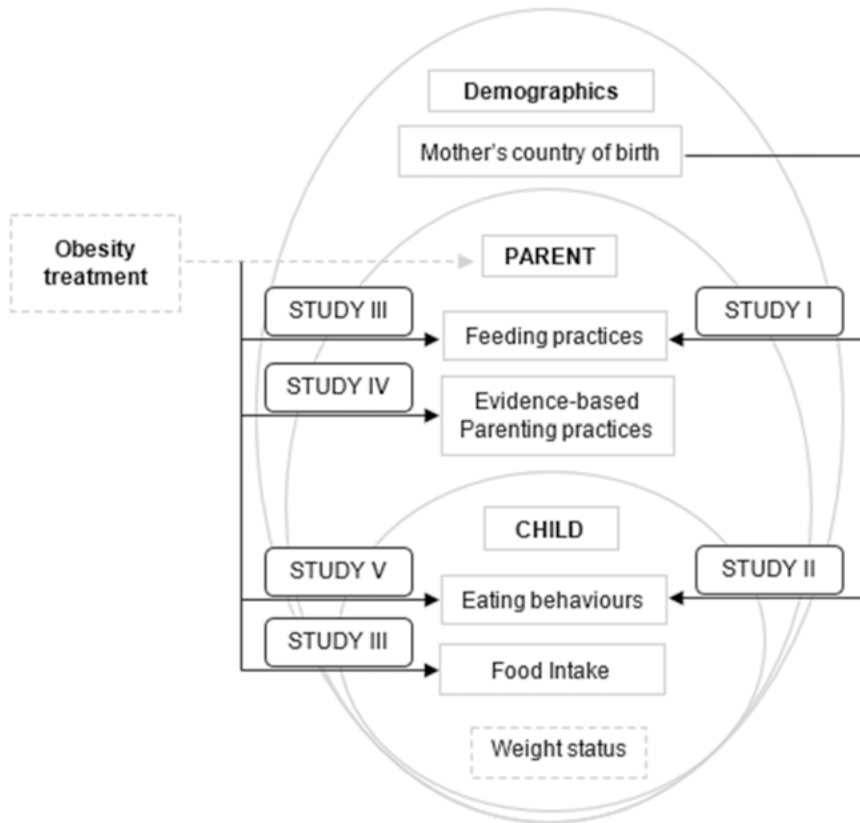 Demographics
Mother's country of birth
Obesity
treatment
PARENT
STUDY III
STUDY I
Feeding practices
STUDY IV
Evidence-based
Parenting practices
CHILD
STUDY V
STUDY II
Eating behaviours
STUDY III
Food Intake
Weight status